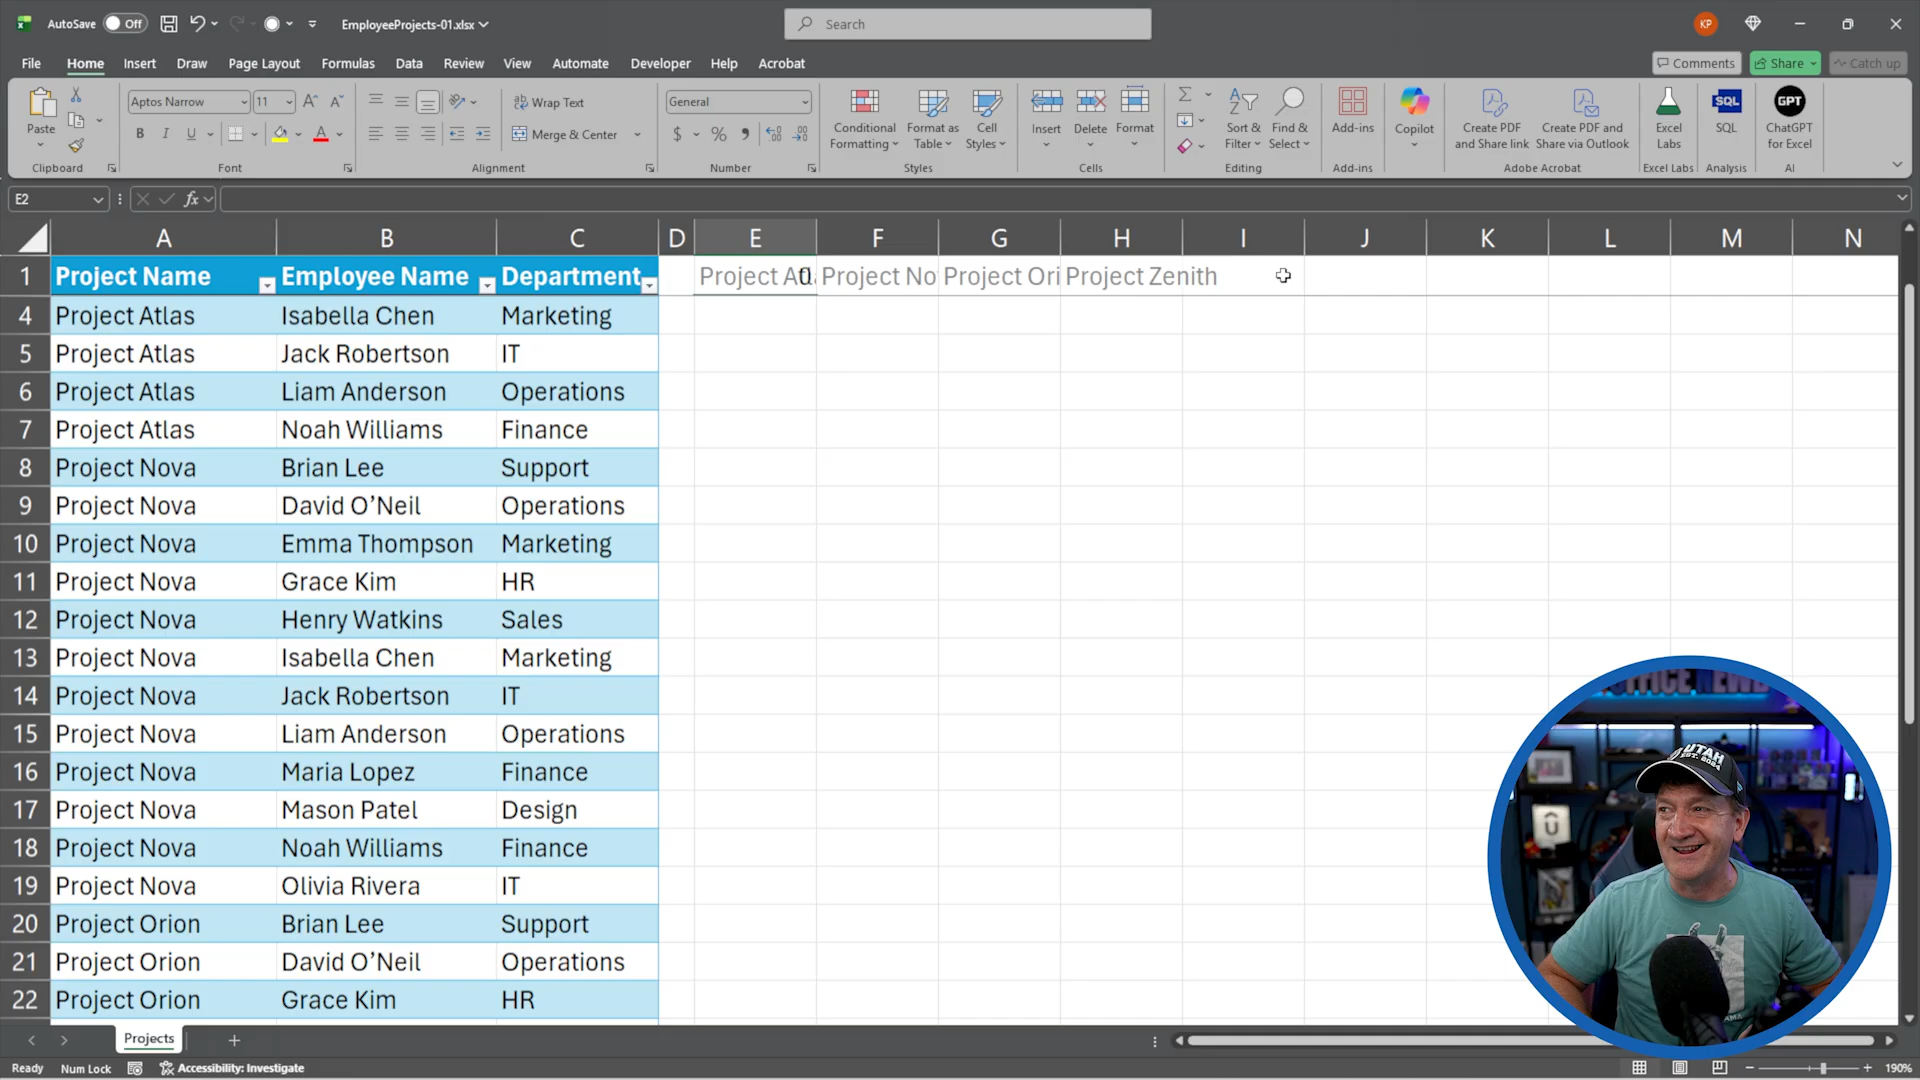 AutoSave Off EmployeeProjects-01.xlsx Search KP
File Home Insert Draw Page Layout Formulas Data Review View Automate Developer Help Acrobat Comments Share Catch up
Paste Aptos Narrow 11 Wrap Text General Conditional Formatting Format as Table Cell Styles Insert Delete Format Sort & Filter Find & Select Add-ins Copilot Create PDF and Share link Create PDF and Share via Outlook Excel Labs SQL GPT ChatGPT for Excel
B I U Merge & Center $ %
Clipboard Font Alignment Number Styles Cells Editing Add-ins Adobe Acrobat Excel Labs Analysis AI
E2 fx
A B C D E F G H I J K L M N
1 Project Name Employee Name Department Project Atla 0 Project No Project Ori Project Zenith
4 Project Atlas Isabella Chen Marketing
5 Project Atlas Jack Robertson IT
6 Project Atlas Liam Anderson Operations
7 Project Atlas Noah Williams Finance
8 Project Nova Brian Lee Support
9 Project Nova David O’Neil Operations
10 Project Nova Emma Thompson Marketing
11 Project Nova Grace Kim HR
12 Project Nova Henry Watkins Sales
13 Project Nova Isabella Chen Marketing
14 Project Nova Jack Robertson IT
15 Project Nova Liam Anderson Operations
16 Project Nova Maria Lopez Finance
17 Project Nova Mason Patel Design
18 Project Nova Noah Williams Finance
19 Project Nova Olivia Rivera IT
20 Project Orion Brian Lee Support
21 Project Orion David O’Neil Operations
22 Project Orion Grace Kim HR
UTAH
EST. 2024
Projects
Ready Num Lock Accessibility: Investigate 190%